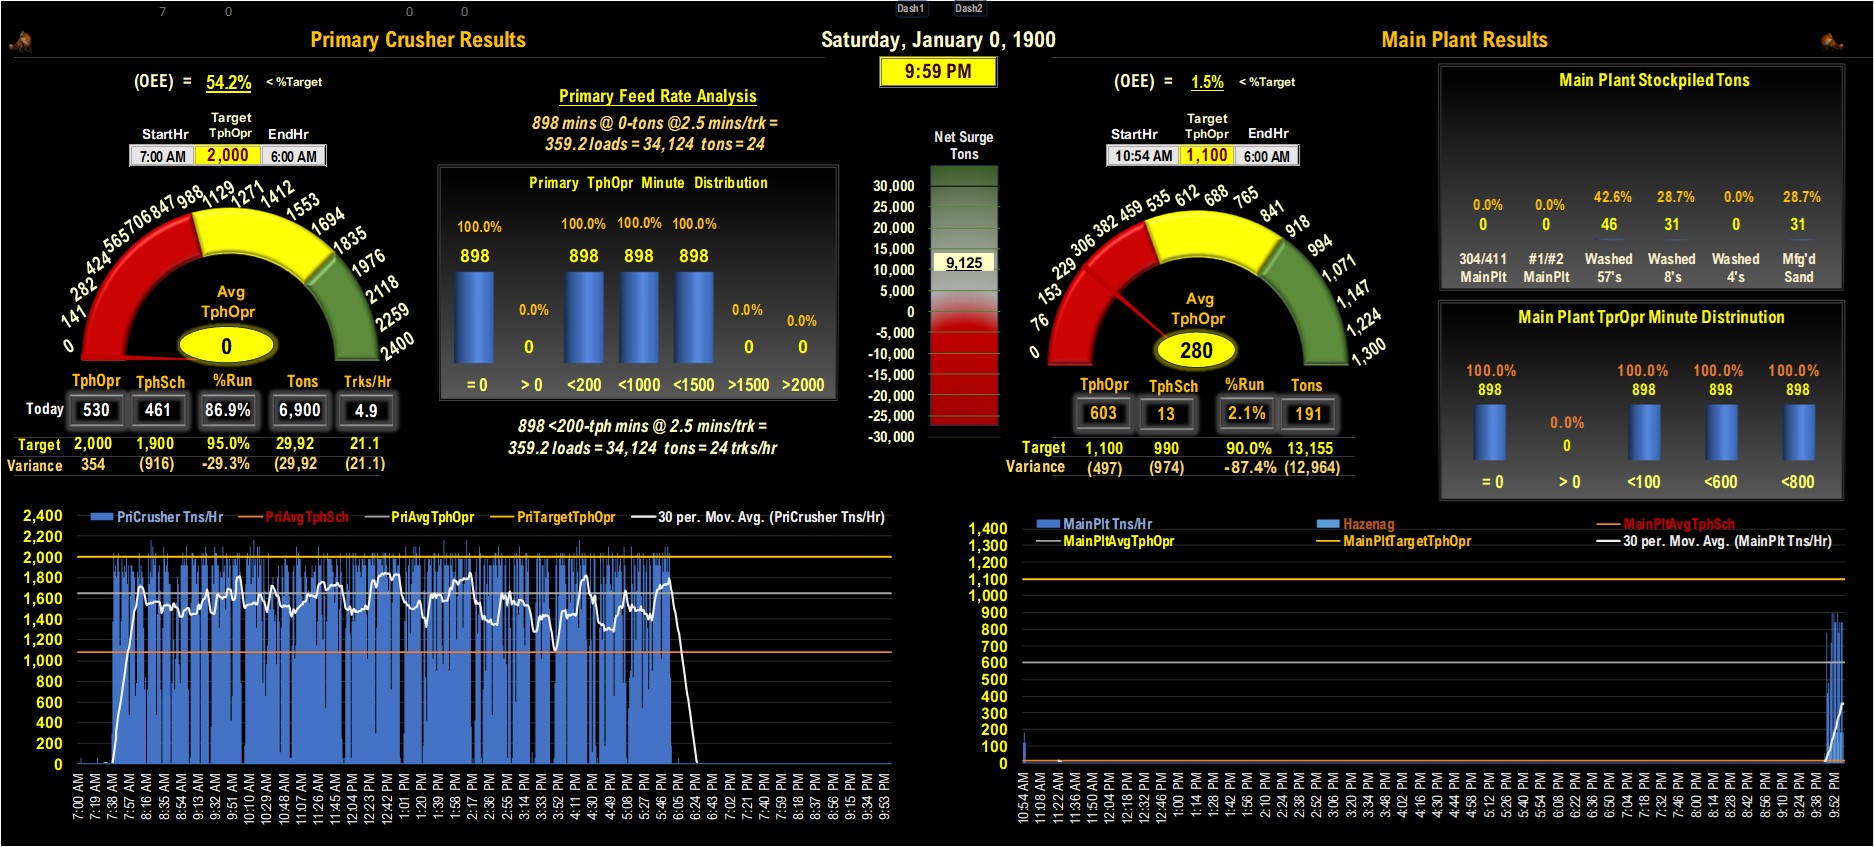 7 0 0 0 Dash1 Dash2
Primary Crusher Results
Saturday, January 0, 1900
Main Plant Results
9:59 PM
(OEE) = 54.2% < %Target
Target
StartHr TphOpr EndHr
7:00 AM 2,000 6:00 AM
0 141 282 424 565 706 847 988 1129 1271 1412 1553 1694 1835 1976 2118 2259 2400
Avg
TphOpr
0
TphOpr TphSch %Run Tons Trks/Hr
Today 530 461 86.9% 6,900 4.9
Target 2,000 1,900 95.0% 29,92 21.1
Variance 354 (916) -29.3% (29,92 (21.1)
Primary Feed Rate Analysis
898 mins @ 0-tons @2.5 mins/trk =
359.2 loads = 34,124 tons = 24
Primary TphOpr Minute Distribution
100.0% 100.0% 100.0% 100.0%
898 898 898 898
0.0% 0.0% 0.0%
0 0 0
= 0 > 0 <200 <1000 <1500 >1500 >2000
898 <200-tph mins @ 2.5 mins/trk =
359.2 loads = 34,124 tons = 24 trks/hr
Net Surge
Tons
30,000
25,000
20,000
15,000
10,000
5,000
0
-5,000
-10,000
-15,000
-20,000
-25,000
-30,000
9,125
(OEE) = 1.5% < %Target
Target
StartHr TphOpr EndHr
10:54 AM 1,100 6:00 AM
0 76 153 229 306 382 459 535 612 688 765 841 918 994 1,071 1,147 1,224 1,300
Avg
TphOpr
280
TphOpr TphSch %Run Tons
603 13 2.1% 191
Target 1,100 990 90.0% 13,155
Variance (497) (974) -87.4% (12,964)
Main Plant Stockpiled Tons
0.0% 0.0% 42.6% 28.7% 0.0% 28.7%
0 0 46 31 0 31
304/411 #1/#2 Washed Washed Washed Mfg'd
MainPlt MainPlt 57's 8's 4's Sand
Main Plant TprOpr Minute Distrinution
100.0% 100.0% 100.0% 100.0%
898 898 898 898
0.0%
0
= 0 > 0 <100 <600 <800
PriCrusher Tns/Hr PriAvgTphSch PriAvgTphOpr PriTargetTphOpr 30 per. Mov. Avg. (PriCrusher Tns/Hr)
2,400
2,200
2,000
1,800
1,600
1,400
1,200
1,000
800
600
400
200
0
7:00 AM 7:19 AM 7:38 AM 7:57 AM 8:16 AM 8:35 AM 8:54 AM 9:13 AM 9:32 AM 9:51 AM 10:10 AM 10:29 AM 10:48 AM 11:07 AM 11:26 AM 11:45 AM 12:04 PM 12:23 PM 12:42 PM 1:01 PM 1:20 PM 1:39 PM 1:58 PM 2:17 PM 2:36 PM 2:55 PM 3:14 PM 3:33 PM 3:52 PM 4:11 PM 4:30 PM 4:49 PM 5:08 PM 5:27 PM 5:46 PM 6:05 PM 6:24 PM 6:43 PM 7:02 PM 7:21 PM 7:40 PM 7:59 PM 8:18 PM 8:37 PM 8:56 PM 9:15 PM 9:34 PM 9:53 PM
MainPlt Tns/Hr Hazenag MainPltAvgTphSch
MainPltAvgTphOpr MainPltTargetTphOpr 30 per. Mov. Avg. (MainPlt Tns/Hr)
1,400
1,300
1,200
1,100
1,000
900
800
700
600
500
400
300
200
100
0
10:54 AM 11:08 AM 11:22 AM 11:36 AM 11:50 AM 12:04 PM 12:18 PM 12:32 PM 12:46 PM 1:00 PM 1:14 PM 1:28 PM 1:42 PM 1:56 PM 2:10 PM 2:24 PM 2:38 PM 2:52 PM 3:06 PM 3:20 PM 3:34 PM 3:48 PM 4:02 PM 4:16 PM 4:30 PM 4:44 PM 4:58 PM 5:12 PM 5:26 PM 5:40 PM 5:54 PM 6:08 PM 6:22 PM 6:36 PM 6:50 PM 7:04 PM 7:18 PM 7:32 PM 7:46 PM 8:00 PM 8:14 PM 8:28 PM 8:42 PM 8:56 PM 9:10 PM 9:24 PM 9:38 PM 9:52 PM